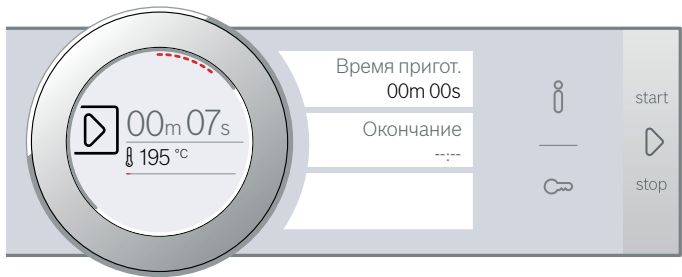 00m 07s
195 °C
Время пригот.
00m 00s
Окончание
--:--
start
stop